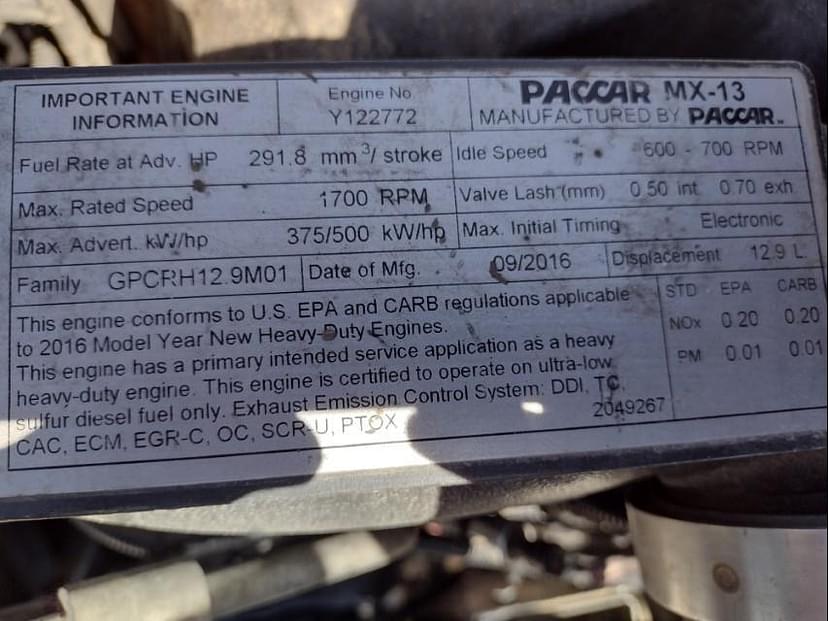 IMPORTANT ENGINE
INFORMATION
Engine No.
Y122772
PACCAR MX-13
MANUFACTURED BY PACCAR
Fuel Rate at Adv. HP 291.8 mm³/ stroke
Idle Speed 600 - 700 RPM
Max. Rated Speed 1700 RPM
Valve Lash (mm) 0.50 int 0.70 exh
Max. Advert. kW/hp 375/500 kW/hp
Max. Initial Timing Electronic
Family GPCRH12.9M01
Date of Mfg. 09/2016
Displacement 12.9 L
This engine conforms to U.S. EPA and CARB regulations applicable
to 2016 Model Year New Heavy-Duty Engines.
This engine has a primary intended service application as a heavy
heavy-duty engine. This engine is certified to operate on ultra-low
sulfur diesel fuel only. Exhaust Emission Control System: DDI, TC,
CAC, ECM, EGR-C, OC, SCR-U, PTOX
2049267
STD EPA CARB
NOx 0.20 0.20
PM 0.01 0.01